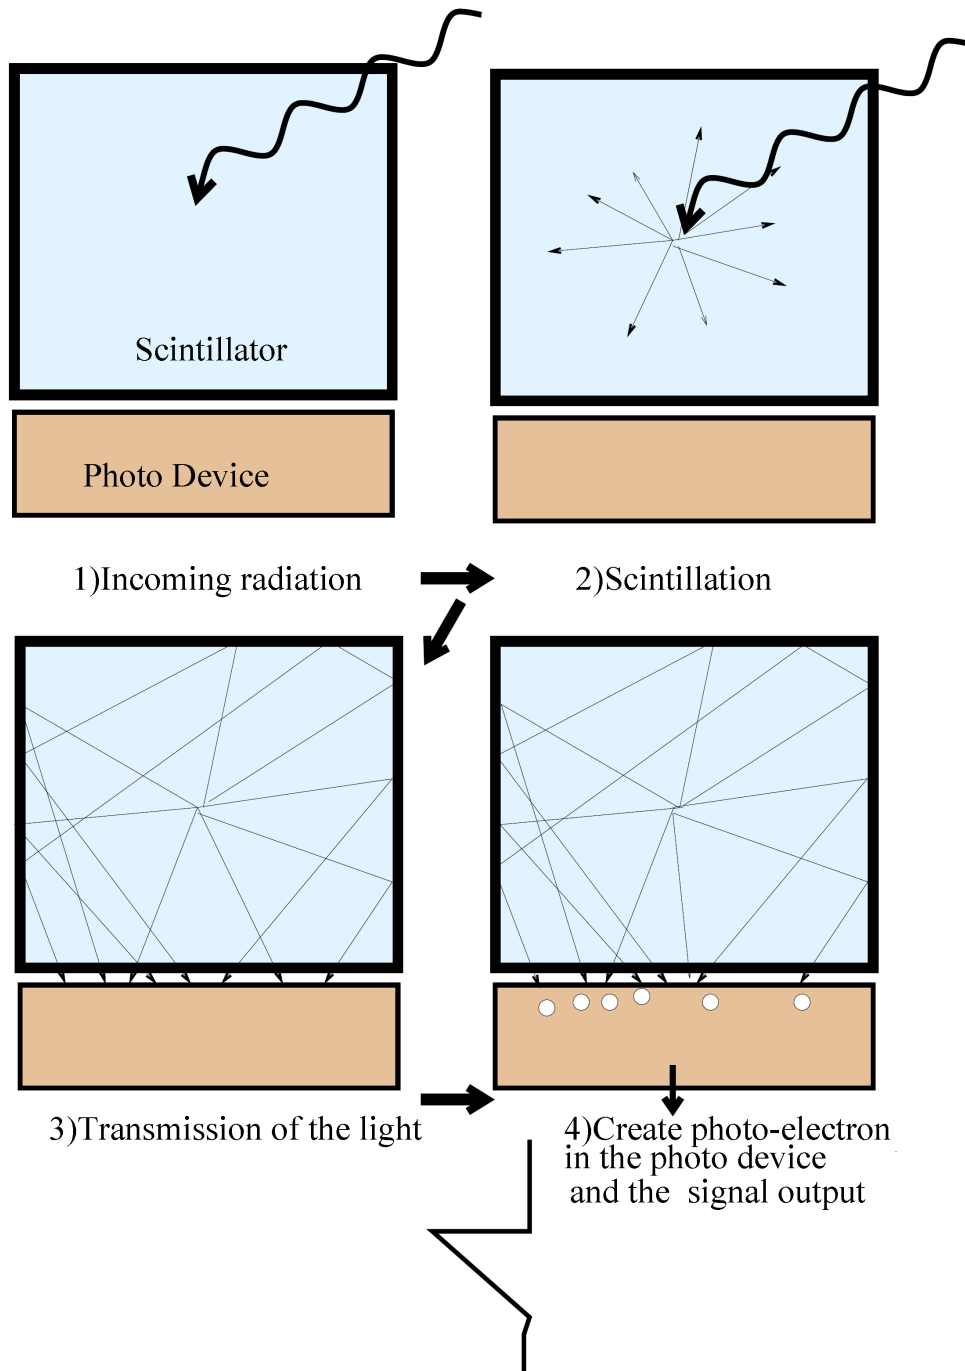 Scintillator
Photo Device
1)Incoming radiation
2)Scintillation
3)Transmission of the light
4)Create photo-electron
in the photo device
and the signal output